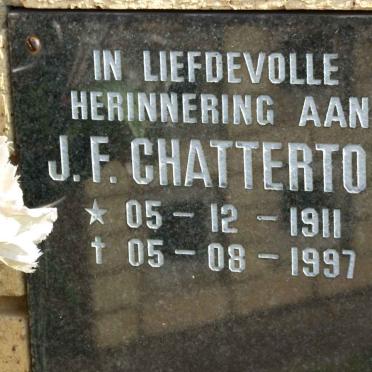 IN LIEFDEVOLLE
HERINNERING AAN
J.F. CHATTERTO
★ 05 - 12 - 1911
† 05 - 08 - 1997